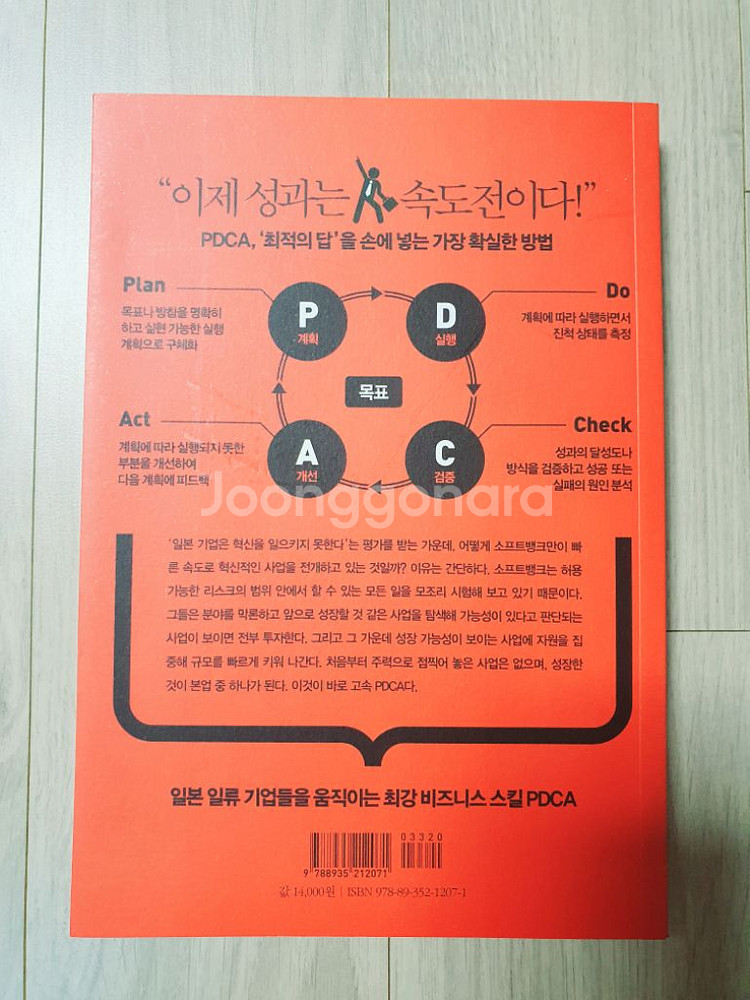 “이제 성과는 속도전이다!”
PDCA, ‘최적의 답’을 손에 넣는 가장 확실한 방법
Plan
목표나 방침을 명확히
하고 실현 가능한 실행
계획으로 구체화
P
계획
D
실행
Do
계획에 따라 실행하면서
진척 상태를 측정
목표
Act
계획에 따라 실행되지 못한
부분을 개선하여
다음 계획에 피드백
A
개선
C
검증
Check
성과의 달성도나
방식을 검증하고 성공 또는
실패의 원인 분석
Joonggonara
‘일본 기업은 혁신을 일으키지 못한다’는 평가를 받는 가운데, 어떻게 소프트뱅크만이 빠
른 속도로 혁신적인 사업을 전개하고 있는 것일까? 이유는 간단하다. 소프트뱅크는 허용
가능한 리스크의 범위 안에서 할 수 있는 모든 일을 모조리 시험해 보고 있기 때문이다.
그들은 분야를 막론하고 앞으로 성장할 것 같은 사업을 탐색해 가능성이 있다고 판단되는
사업이 보이면 전부 투자한다. 그리고 그 가운데 성장 가능성이 보이는 사업에 자원을 집
중해 규모를 빠르게 키워 나간다. 처음부터 주력으로 점찍어 놓은 사업은 없으며, 성장한
것이 본업 중 하나가 된다. 이것이 바로 고속 PDCA다.
일본 일류 기업들을 움직이는 최강 비즈니스 스킬 PDCA
03320
9 788935 212071
값 14,000원 | ISBN 978-89-352-1207-1